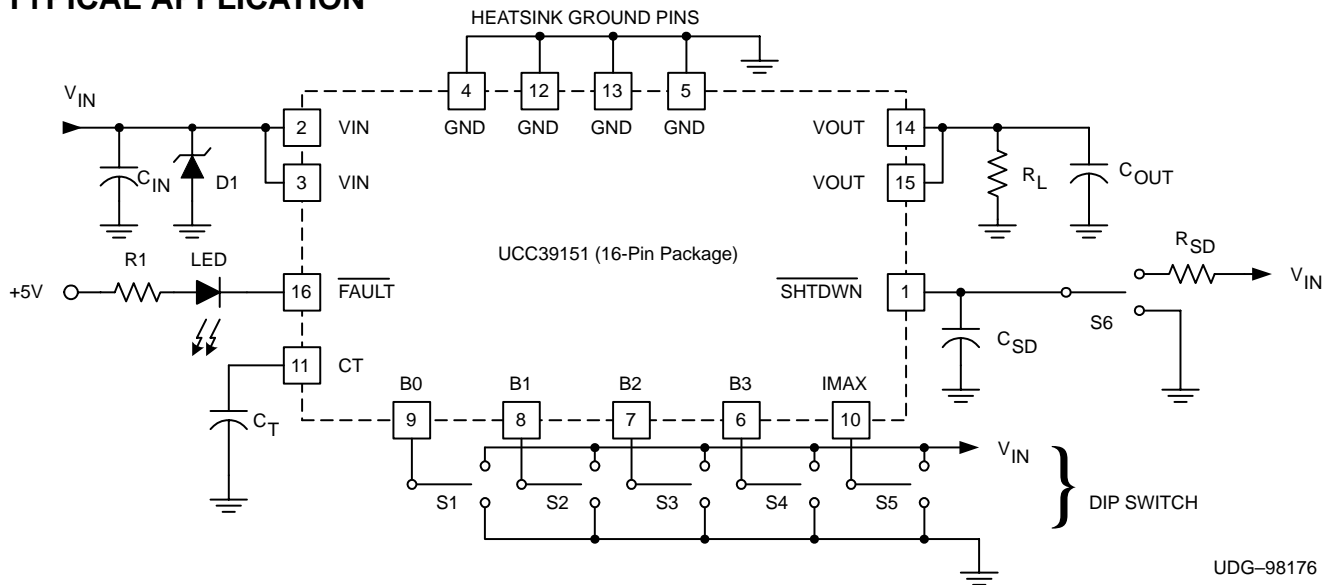 TYPICAL APPLICATION
HEATSINK GROUND PINS
4 12 13 5
GND GND GND GND
VIN
2 VIN
3 VIN
CIN
D1
VOUT 14
VOUT 15
RL
COUT
UCC39151 (16-Pin Package)
R1 LED
+5V
16 FAULT
SHTDWN 1
RSD
VIN
S6
CSD
11 CT
CT
B0 B1 B2 B3 IMAX
9 8 7 6 10
VIN
S1 S2 S3 S4 S5
DIP SWITCH
UDG–98176